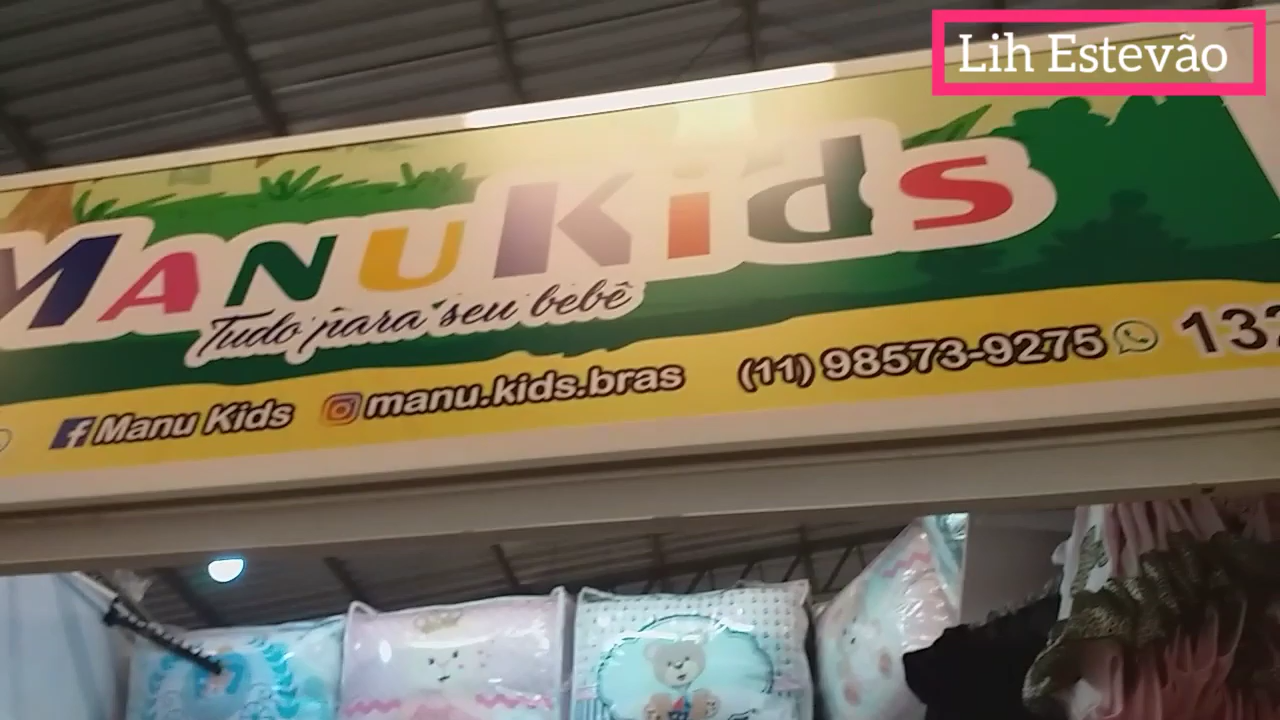 Lih Estevão
MANUKids
Tudo para seu bebê
Manu Kids manu.kids.bras (11) 98573-9275